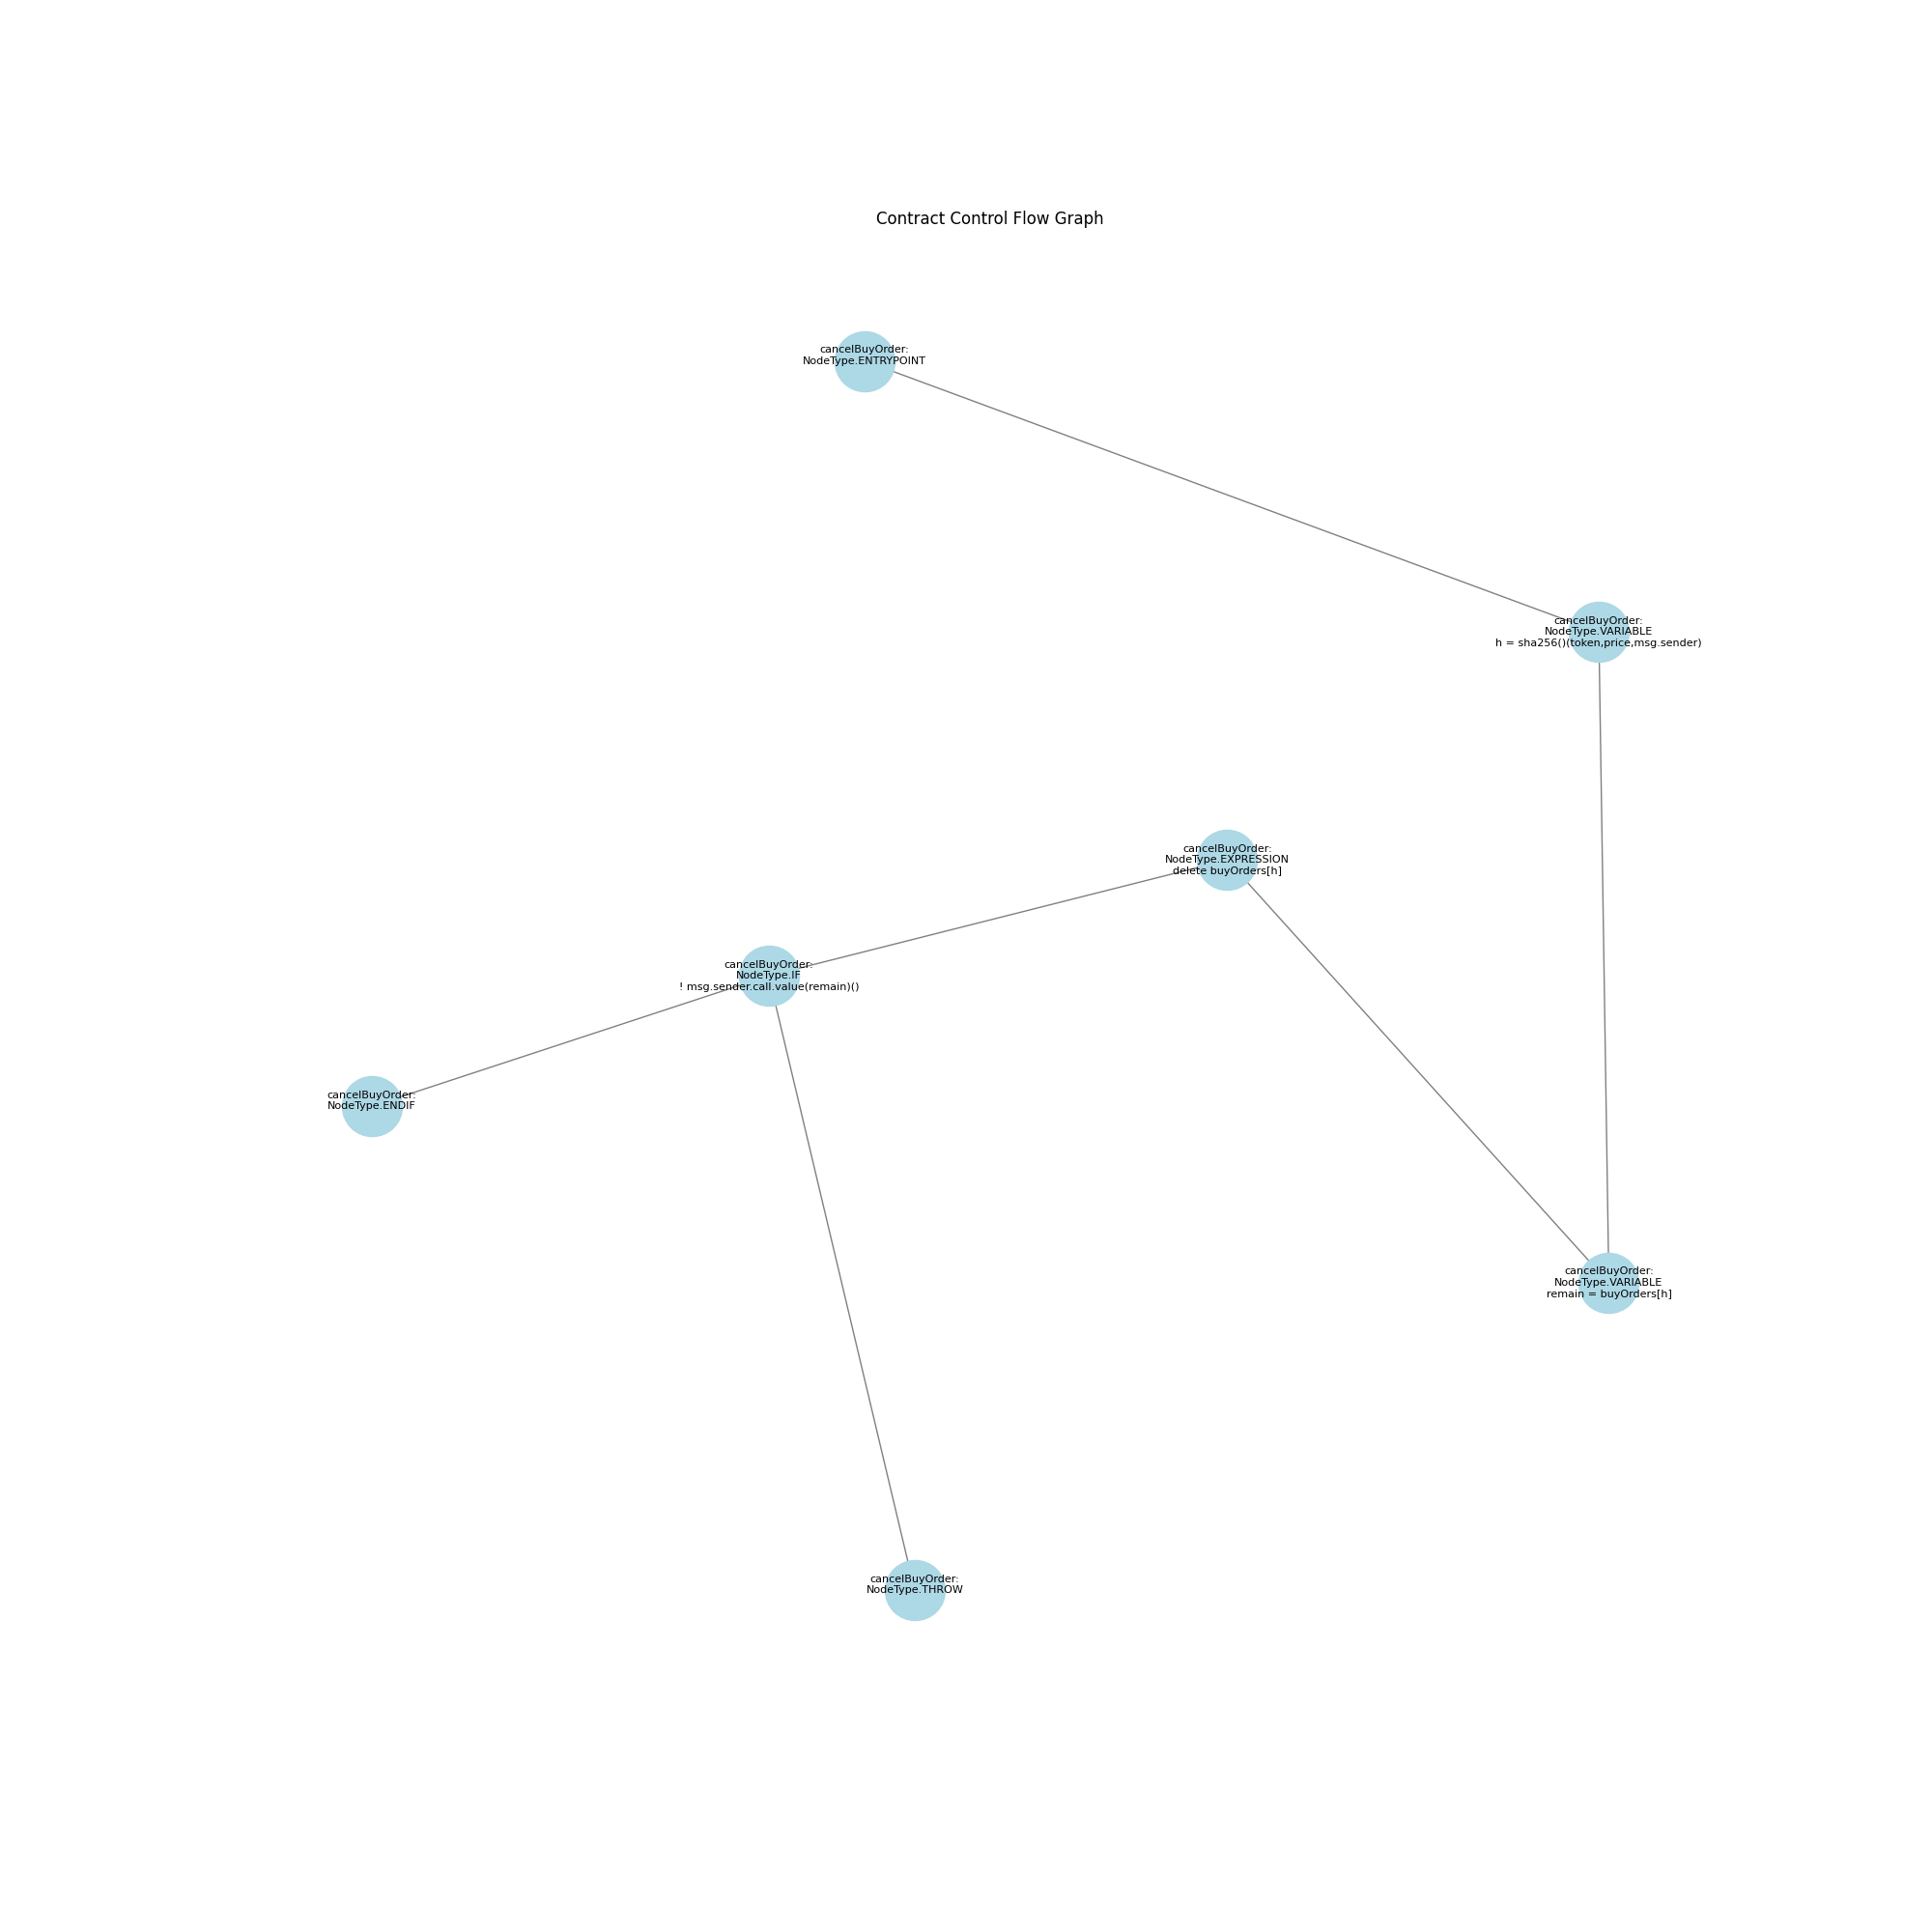 Contract Control Flow Graph
cancelBuyOrder:
NodeType.ENTRYPOINT
cancelBuyOrder:
NodeType.VARIABLE
h = sha256()(token,price,msg.sender)
cancelBuyOrder:
NodeType.EXPRESSION
delete buyOrders[h]
cancelBuyOrder:
NodeType.IF
! msg.sender.call.value(remain)()
cancelBuyOrder:
NodeType.ENDIF
cancelBuyOrder:
NodeType.VARIABLE
remain = buyOrders[h]
cancelBuyOrder:
NodeType.THROW